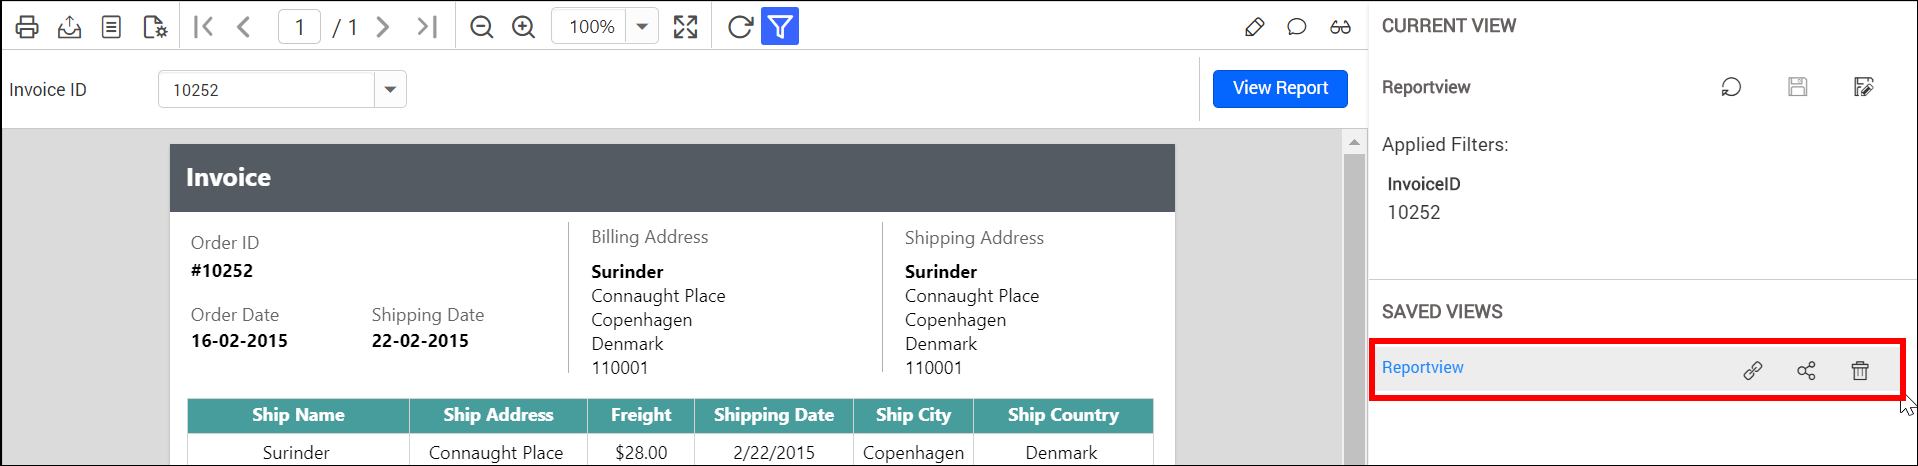 1 / 1
100%
Invoice ID
10252
View Report
Invoice
Order ID
#10252
Order Date
16-02-2015
Shipping Date
22-02-2015
Billing Address
Surinder
Connaught Place
Copenhagen
Denmark
110001
Shipping Address
Surinder
Connaught Place
Copenhagen
Denmark
110001
Ship Name Ship Address Freight Shipping Date Ship City Ship Country
Surinder Connaught Place $28.00 2/22/2015 Copenhagen Denmark
CURRENT VIEW
Reportview
Applied Filters:
InvoiceID
10252
SAVED VIEWS
Reportview